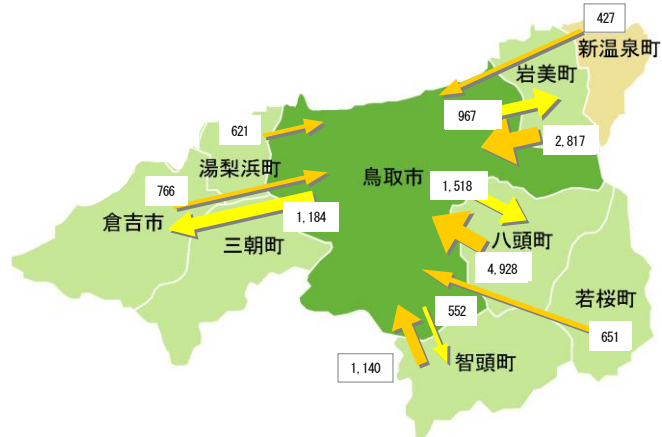 427
新温泉町
岩美町
967
621
2,817
湯梨浜町
766
鳥取市
1,518
倉吉市
1,184
三朝町
八頭町
4,928
若桜町
552
651
智頭町
1,140